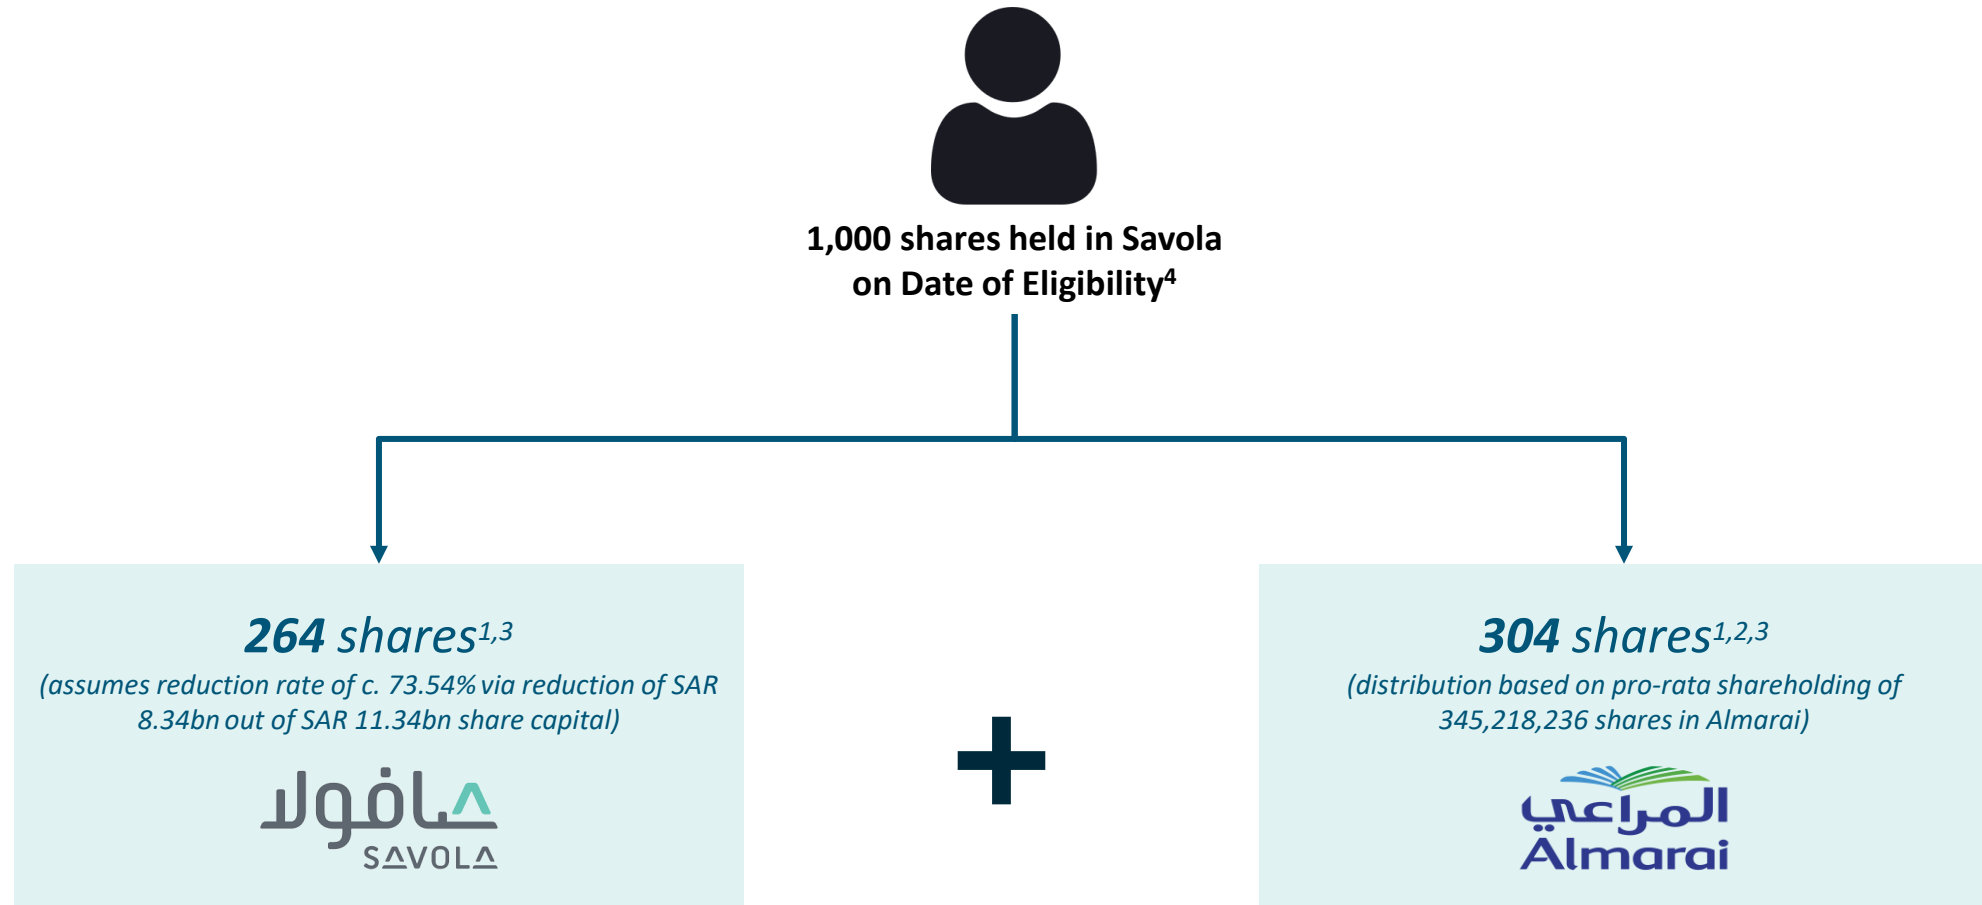 1,000 shares held in Savola
on Date of Eligibility4
264 shares1,3
(assumes reduction rate of c. 73.54% via reduction of SAR
8.34bn out of SAR 11.34bn share capital)
صافولا
SAVOLA
304 shares1,2,3
(distribution based on pro-rata shareholding of
345,218,236 shares in Almarai)
المراعي
Almarai